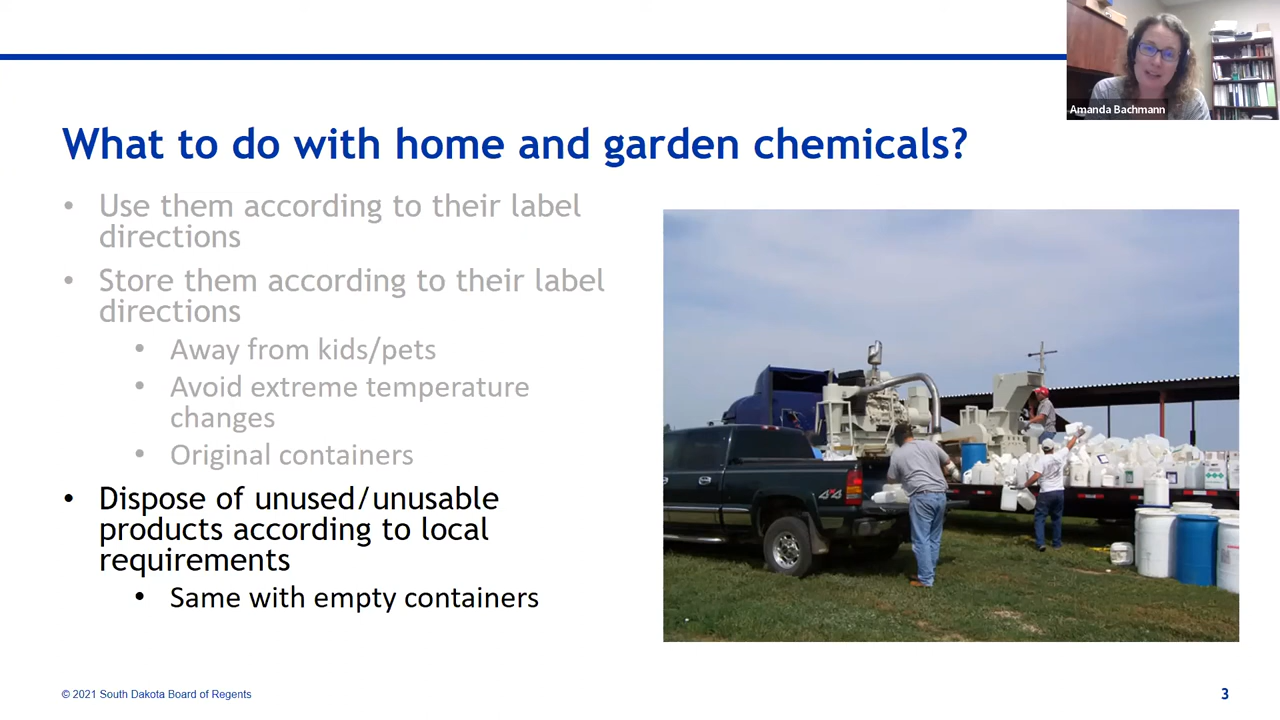 Amanda Bachmann
What to do with home and garden chemicals?
• Use them according to their label
directions
• Store them according to their label
directions
• Away from kids/pets
• Avoid extreme temperature
changes
• Original containers
• Dispose of unused/unusable
products according to local
requirements
• Same with empty containers
4X4
© 2021 South Dakota Board of Regents
3